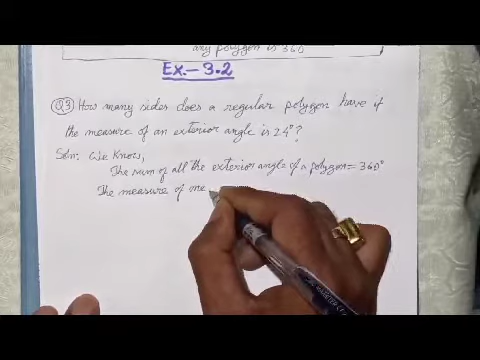 any polygon is 360°
Ex.- 3.2
Q3 How many sides does a regular polygon have if
the measure of an exterior angle is 24°?
Soln. We know,
The sum of all the exterior angle of a polygon = 360°
The measure of one